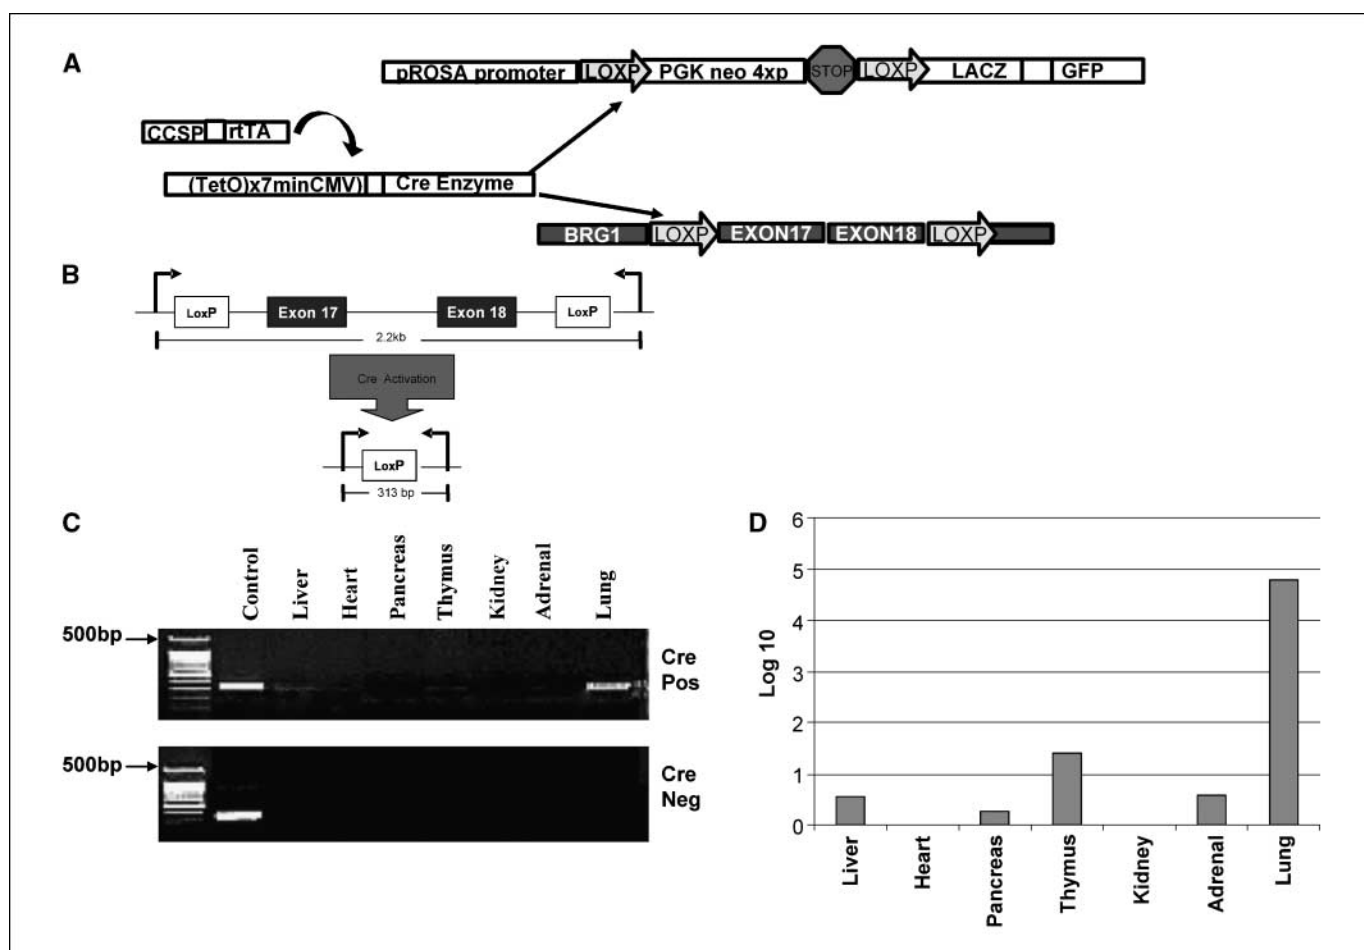 A
pROSA promoter LOXP PGK neo 4xp STOP LOXP LACZ GFP
CCSP rtTA
(TetO)x7minCMV) Cre Enzyme
BRG1 LOXP EXON17 EXON18 LOXP
B
LoxP Exon 17 Exon 18 LoxP
2.2kb
Cre Activation
LoxP
313 bp
C
Control Liver Heart Pancreas Thymus Kidney Adrenal Lung
500bp
Cre
Pos
500bp
Cre
Neg
D
Log 10
6
5
4
3
2
1
0
Liver Heart Pancreas Thymus Kidney Adrenal Lung